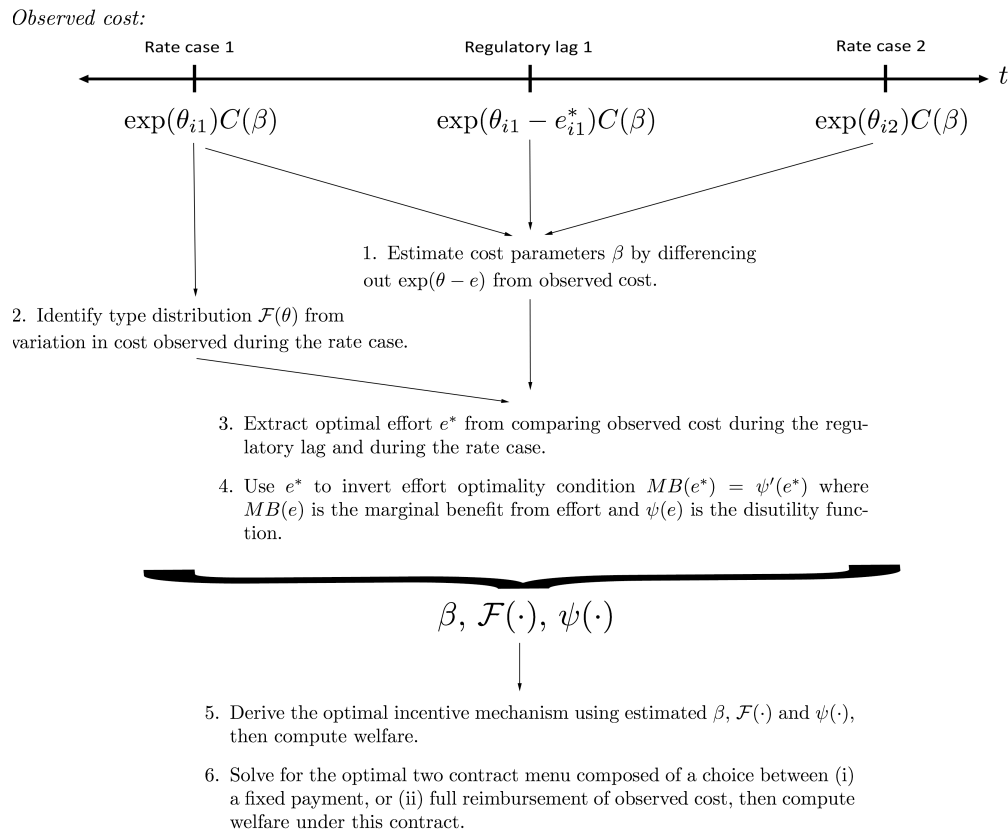 Observed cost:
Rate case 1
Regulatory lag 1
Rate case 2
t
exp(θ_{i1})C(β)
exp(θ_{i1} − e*_{i1})C(β)
exp(θ_{i2})C(β)
1. Estimate cost parameters β by differencing
out exp(θ − e) from observed cost.
2. Identify type distribution ℱ(θ) from
variation in cost observed during the rate case.
3. Extract optimal effort e* from comparing observed cost during the regu-
latory lag and during the rate case.
4. Use e* to invert effort optimality condition MB(e*) = ψ′(e*) where
MB(e) is the marginal benefit from effort and ψ(e) is the disutility func-
tion.
β, ℱ(·), ψ(·)
5. Derive the optimal incentive mechanism using estimated β, ℱ(·) and ψ(·),
then compute welfare.
6. Solve for the optimal two contract menu composed of a choice between (i)
a fixed payment, or (ii) full reimbursement of observed cost, then compute
welfare under this contract.